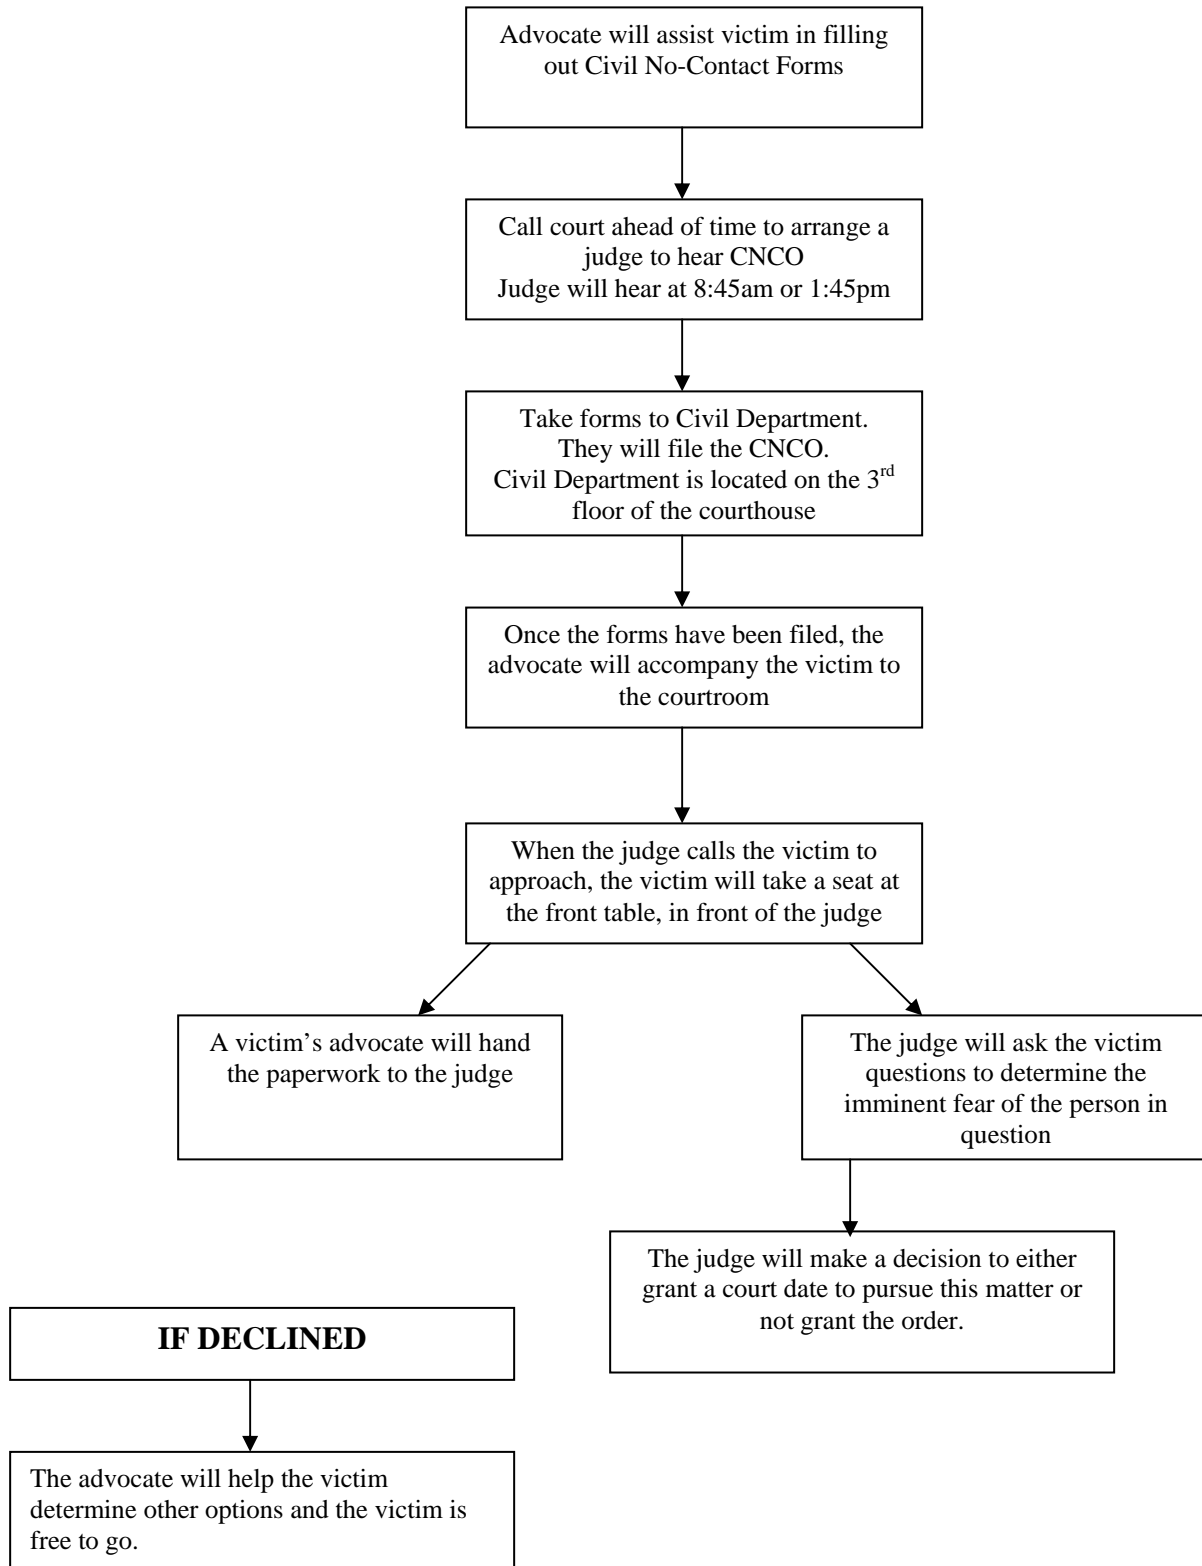 Advocate will assist victim in filling
out Civil No-Contact Forms
Call court ahead of time to arrange a
judge to hear CNCO
Judge will hear at 8:45am or 1:45pm
Take forms to Civil Department.
They will file the CNCO.
Civil Department is located on the 3rd
floor of the courthouse
Once the forms have been filed, the
advocate will accompany the victim to
the courtroom
When the judge calls the victim to
approach, the victim will take a seat at
the front table, in front of the judge
A victim’s advocate will hand
the paperwork to the judge
The judge will ask the victim
questions to determine the
imminent fear of the person in
question
The judge will make a decision to either
grant a court date to pursue this matter or
not grant the order.
IF DECLINED
The advocate will help the victim
determine other options and the victim is
free to go.